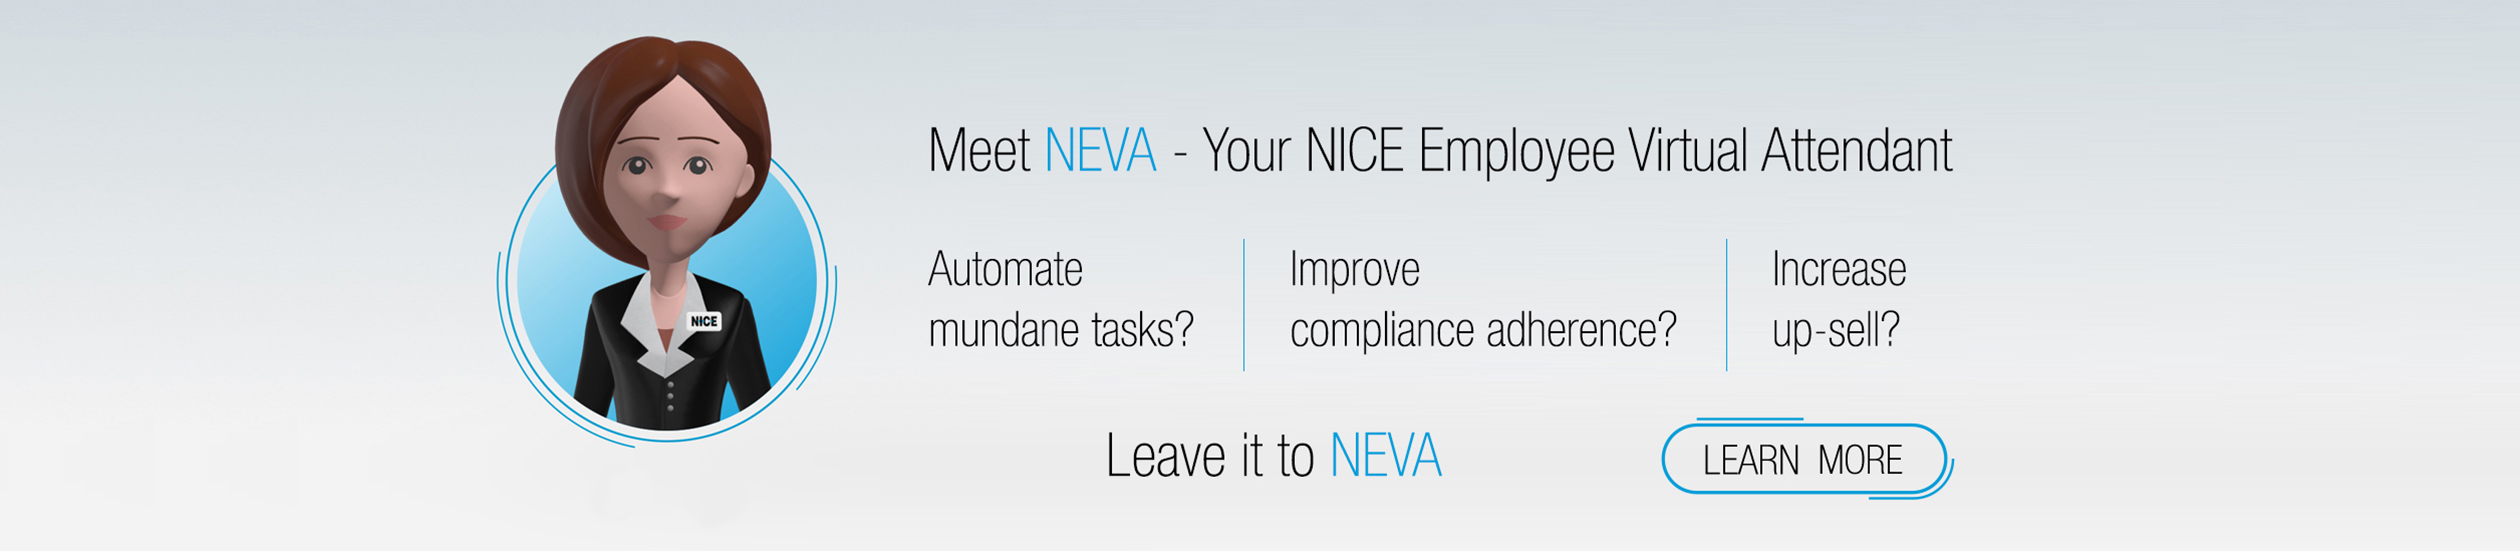 Meet NEVA - Your NICE Employee Virtual Attendant
NICE
Automate
mundane tasks?
Improve
compliance adherence?
Increase
up-sell?
Leave it to NEVA
LEARN MORE